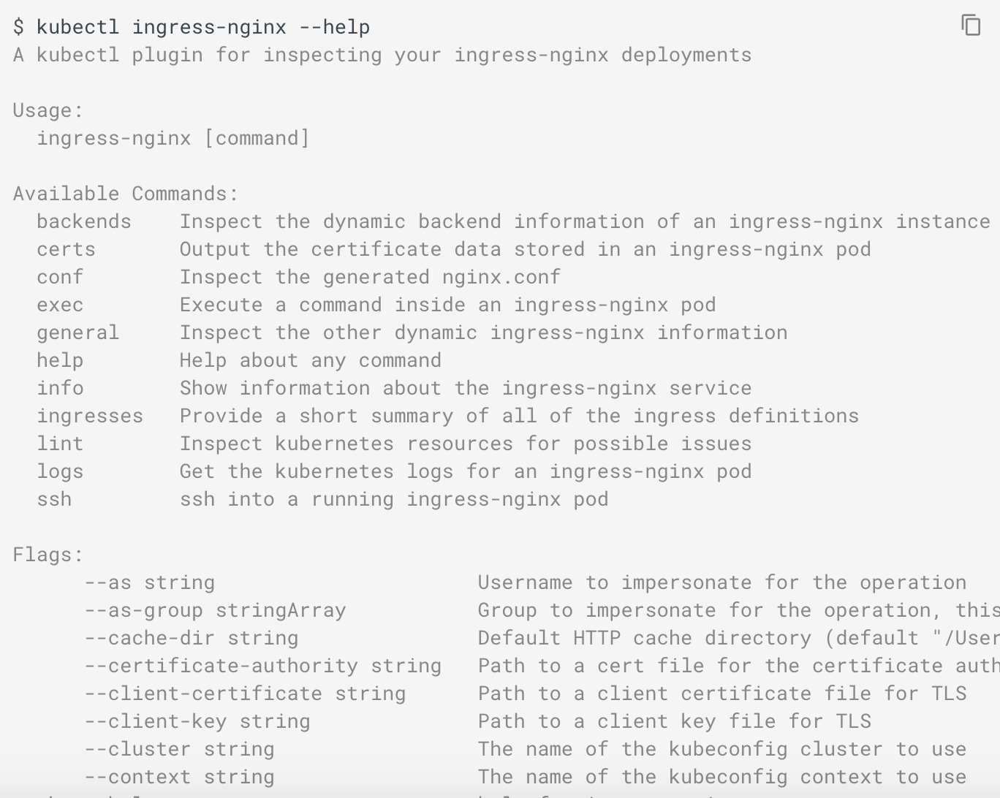 $ kubectl ingress-nginx --help
A kubectl plugin for inspecting your ingress-nginx deployments
Usage:
ingress-nginx [command]
Available Commands:
backends    Inspect the dynamic backend information of an ingress-nginx instance
certs       Output the certificate data stored in an ingress-nginx pod
conf        Inspect the generated nginx.conf
exec        Execute a command inside an ingress-nginx pod
general     Inspect the other dynamic ingress-nginx information
help        Help about any command
info        Show information about the ingress-nginx service
ingresses   Provide a short summary of all of the ingress definitions
lint        Inspect kubernetes resources for possible issues
logs        Get the kubernetes logs for an ingress-nginx pod
ssh         ssh into a running ingress-nginx pod
Flags:
--as string                      Username to impersonate for the operation
--as-group stringArray           Group to impersonate for the operation, this
--cache-dir string               Default HTTP cache directory (default "/User
--certificate-authority string   Path to a cert file for the certificate auth
--client-certificate string      Path to a client certificate file for TLS
--client-key string              Path to a client key file for TLS
--cluster string                 The name of the kubeconfig cluster to use
--context string                 The name of the kubeconfig context to use